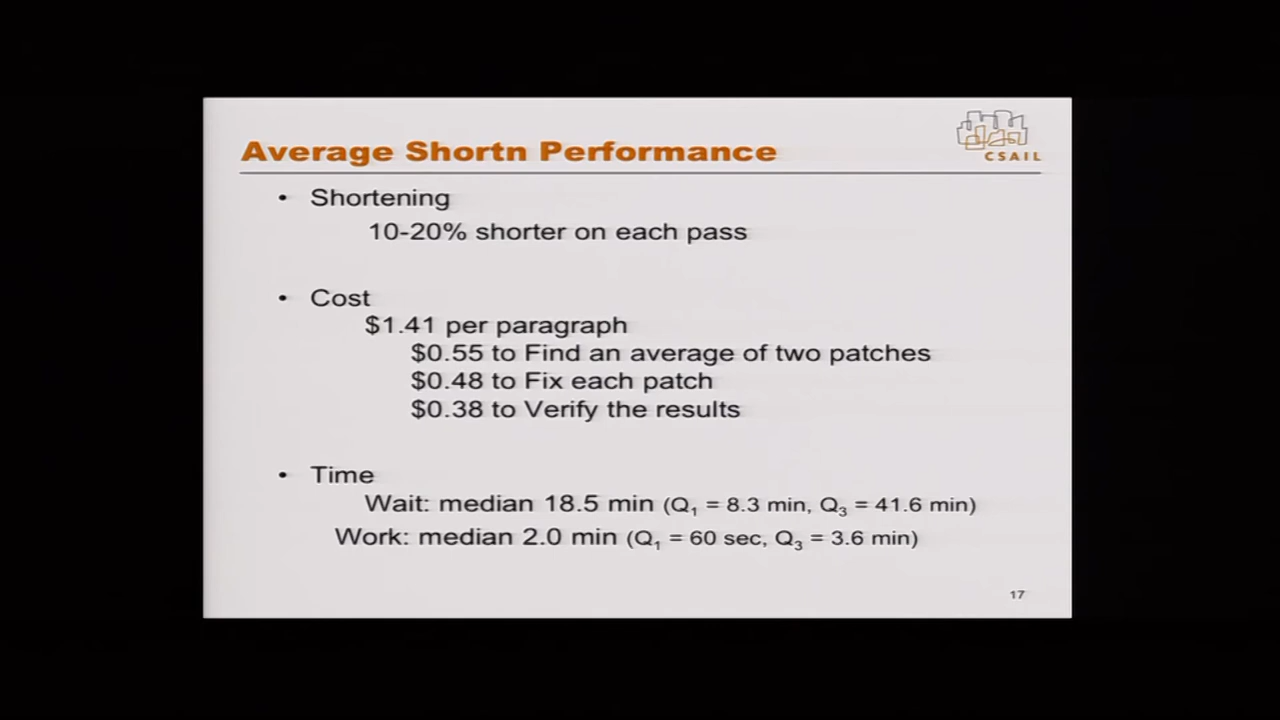 Average Shortn Performance
CSAIL
• Shortening
10-20% shorter on each pass
• Cost
$1.41 per paragraph
$0.55 to Find an average of two patches
$0.48 to Fix each patch
$0.38 to Verify the results
• Time
Wait: median 18.5 min (Q₁ = 8.3 min, Q₃ = 41.6 min)
Work: median 2.0 min (Q₁ = 60 sec, Q₃ = 3.6 min)
17